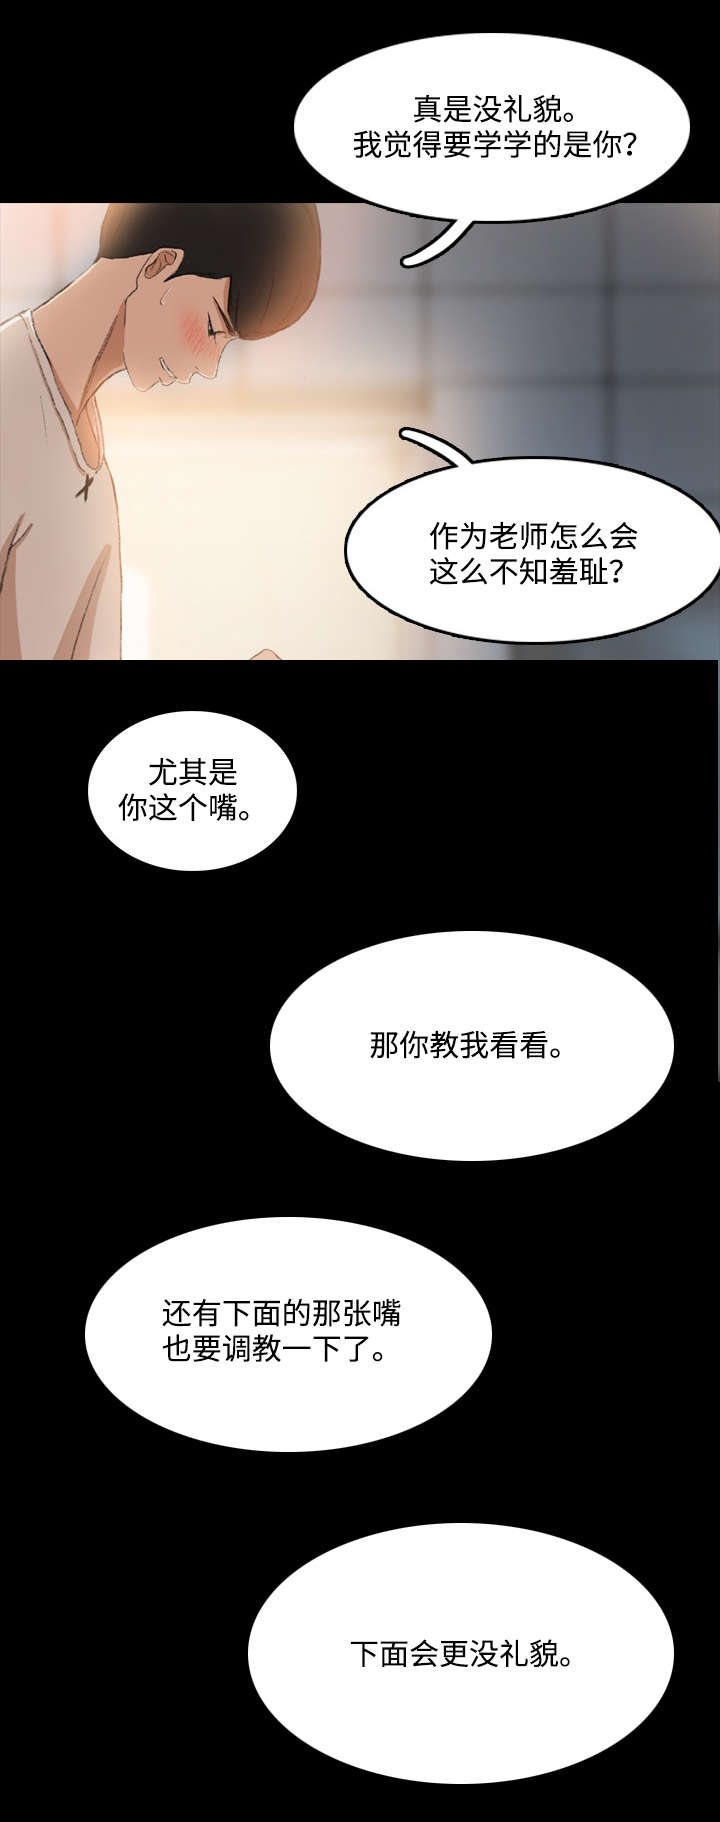 真是没礼貌。
我觉得要学学的是你？
作为老师怎么会
这么不知羞耻？
尤其是
你这个嘴。
那你教我看看。
还有下面的那张嘴
也要调教一下了。
下面会更没礼貌。